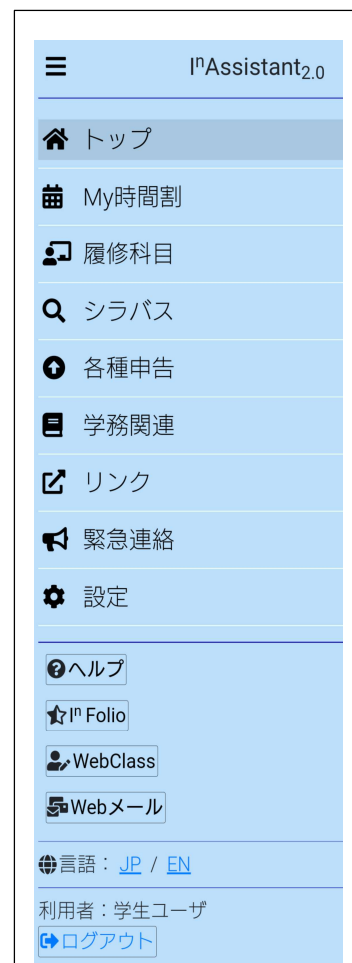 IⁿAssistant₂.₀
トップ
My時間割
履修科目
シラバス
各種申告
学務関連
リンク
緊急連絡
設定
ヘルプ
Iⁿ Folio
WebClass
Webメール
言語： JP / EN
利用者：学生ユーザ
ログアウト